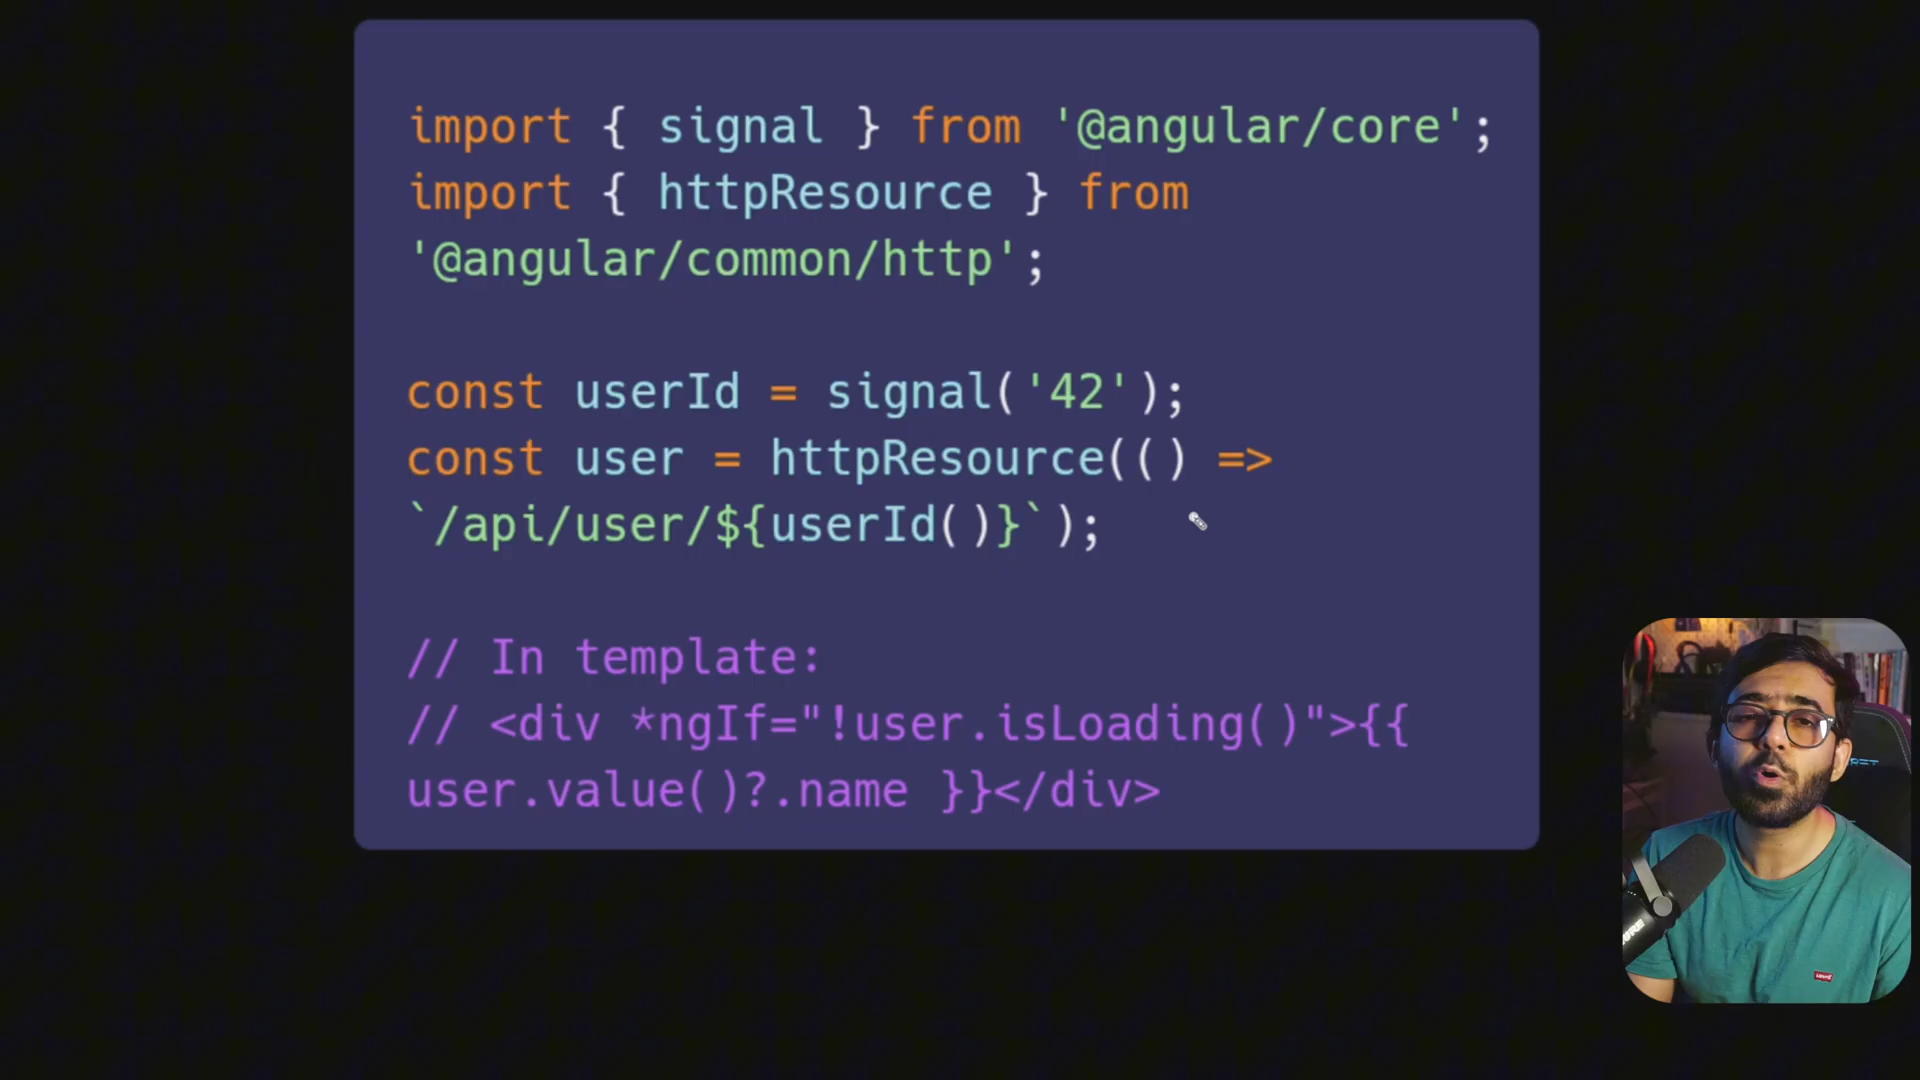 import { signal } from '@angular/core';
import { httpResource } from
'@angular/common/http';
const userId = signal('42');
const user = httpResource(() =>
`/api/user/${userId()}`);
// In template:
// <div *ngIf="!user.isLoading()">{{
user.value()?.name }}</div>